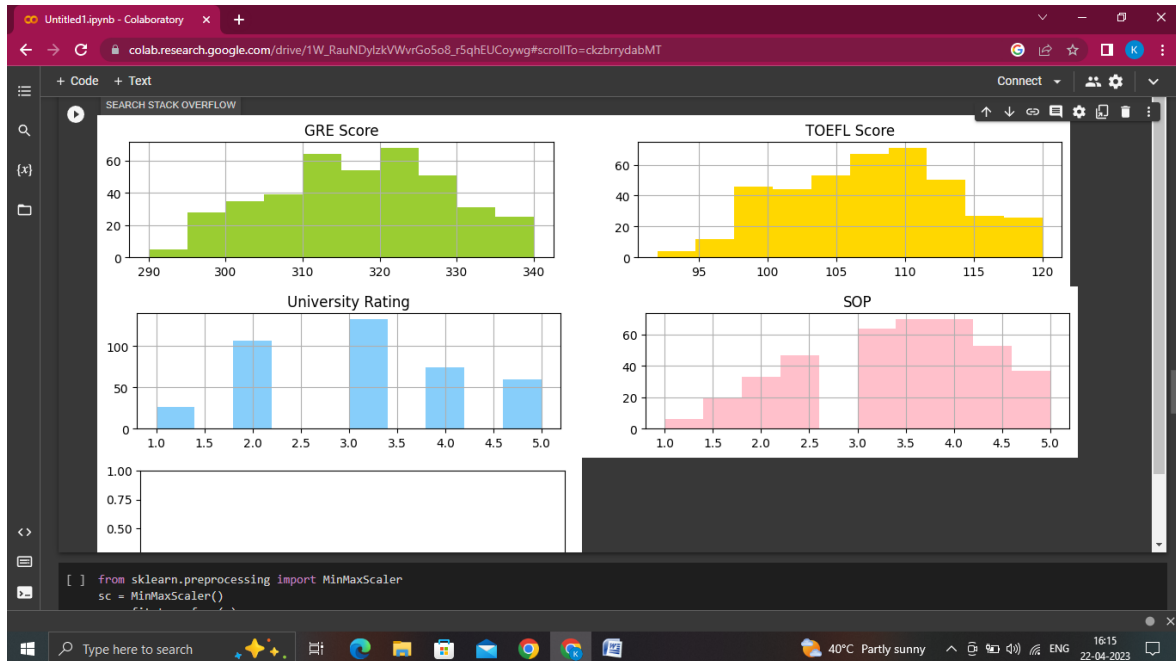 Untitled1.ipynb - Colaboratory
colab.research.google.com/drive/1W_RauNDylzkVWvrGo5o8_r5qhEUCoywg#scrollTo=ckzbrrydabMT
K
+ Code + Text
Connect
SEARCH STACK OVERFLOW
{x}
GRE Score
60
40
20
0
290 300 310 320 330 340
TOEFL Score
60
40
20
0
95 100 105 110 115 120
University Rating
100
50
0
1.0 1.5 2.0 2.5 3.0 3.5 4.0 4.5 5.0
SOP
60
40
20
0
1.0 1.5 2.0 2.5 3.0 3.5 4.0 4.5 5.0
1.00
0.75
0.50
[ ] from sklearn.preprocessing import MinMaxScaler
sc = MinMaxScaler()
Type here to search
40°C Partly sunny
ENG
16:15
22-04-2023